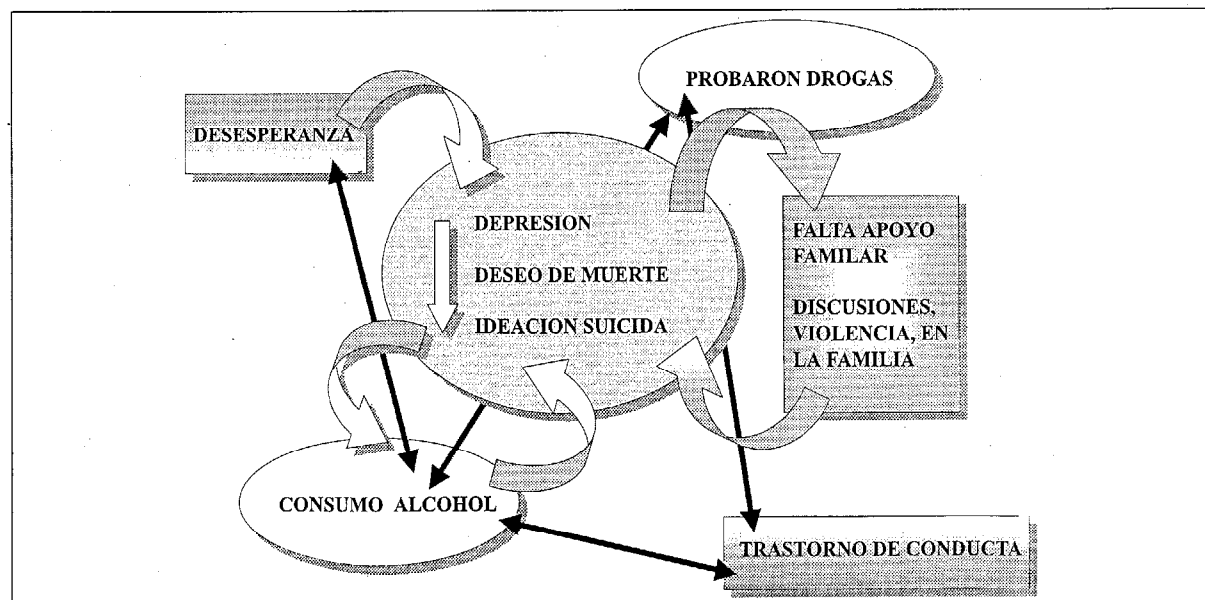 PROBARON DROGAS
DESESPERANZA
DEPRESION
DESEO DE MUERTE
IDEACION SUICIDA
FALTA APOYO
FAMILAR
DISCUSIONES,
VIOLENCIA, EN
LA FAMILIA
CONSUMO ALCOHOL
TRASTORNO DE CONDUCTA